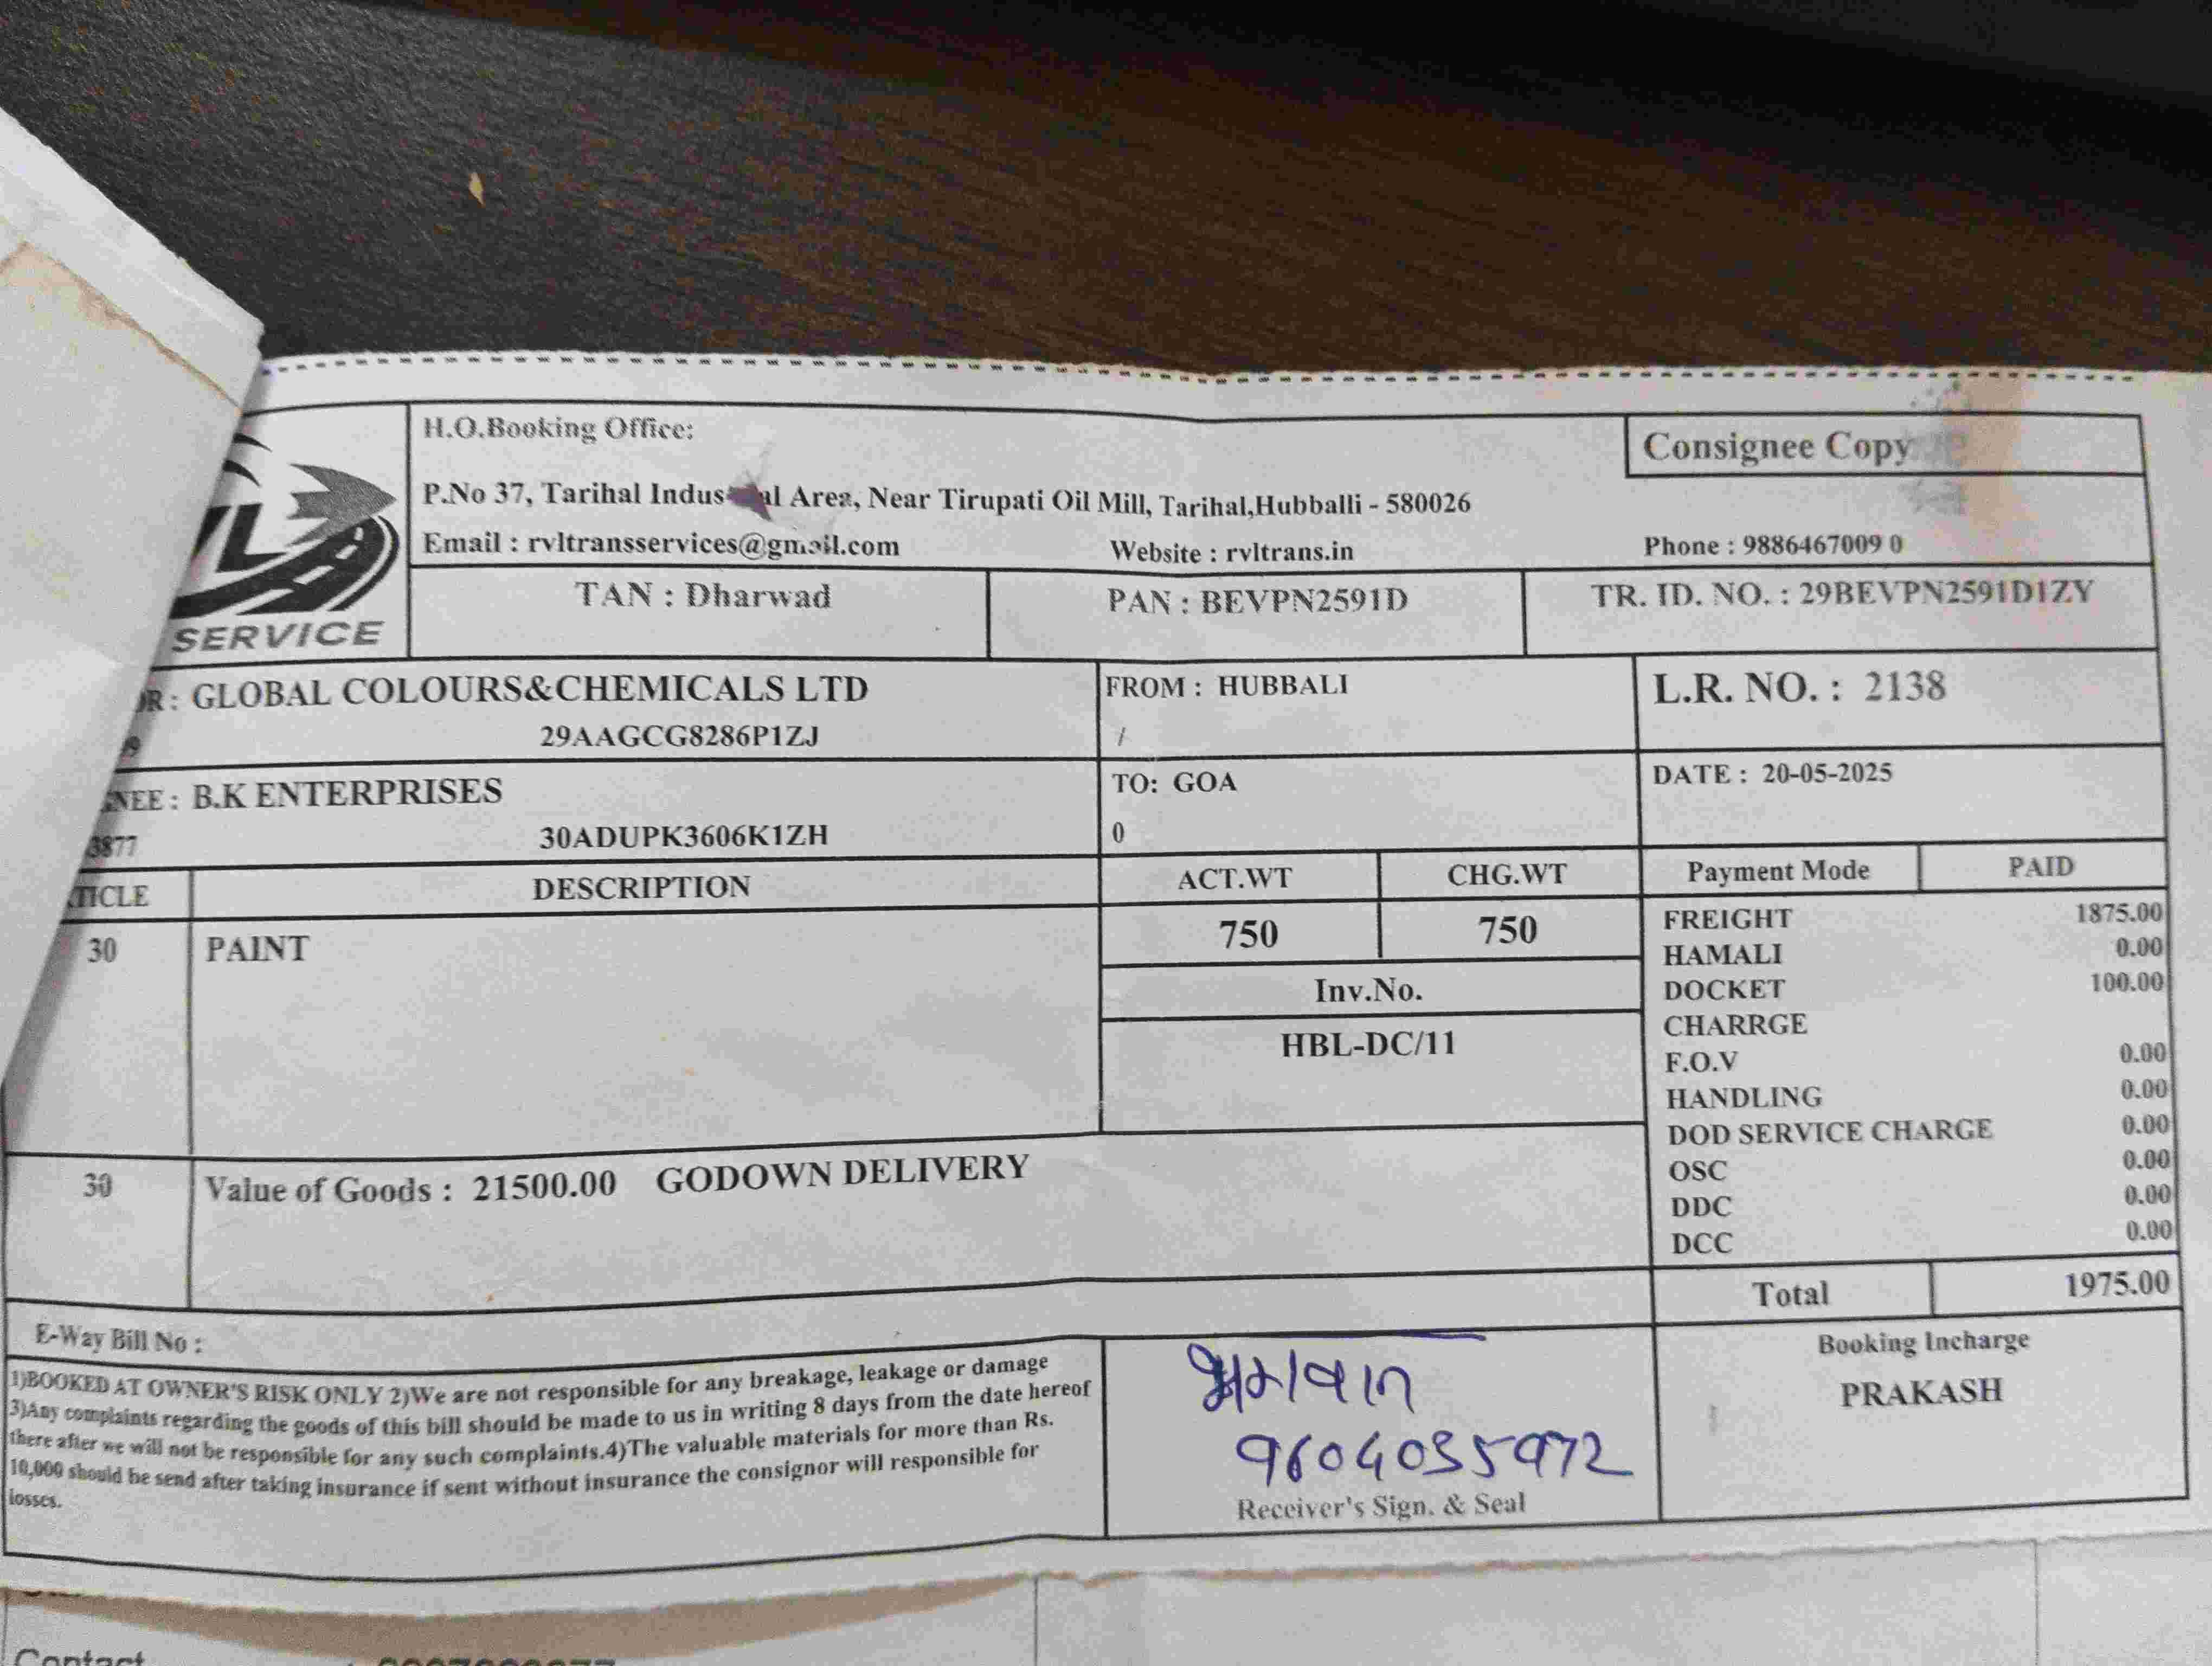 H.O.Booking Office:
Consignee Copy
P.No 37, Tarihal Indus al Area, Near Tirupati Oil Mill, Tarihal,Hubballi - 580026
Email : rvltransservices@gmail.com Website : rvltrans.in Phone : 9886467009 0
VL
SERVICE
TAN : Dharwad PAN : BEVPN2591D TR. ID. NO. : 29BEVPN2591D1ZY
OR : GLOBAL COLOURS&CHEMICALS LTD FROM : HUBBALI L.R. NO. : 2138
29AAGCG8286P1ZJ /
NEE : B.K ENTERPRISES TO: GOA DATE : 20-05-2025
3877 30ADUPK3606K1ZH 0
TICLE DESCRIPTION ACT.WT CHG.WT Payment Mode PAID
30 PAINT 750 750
Inv.No.
HBL-DC/11
FREIGHT 1875.00
HAMALI 0.00
DOCKET 100.00
CHARRGE
F.O.V 0.00
HANDLING 0.00
DOD SERVICE CHARGE 0.00
OSC 0.00
DDC 0.00
DCC 0.00
30 Value of Goods : 21500.00 GODOWN DELIVERY
Total 1975.00
E-Way Bill No :
1)BOOKED AT OWNER'S RISK ONLY 2)We are not responsible for any breakage, leakage or damage
3)Any complaints regarding the goods of this bill should be made to us in writing 8 days from the date hereof
there after we will not be responsible for any such complaints.4)The valuable materials for more than Rs.
10,000 should be send after taking insurance if sent without insurance the consignor will responsible for
losses.
9604035972
Receiver's Sign. & Seal
Booking Incharge
PRAKASH
Contact